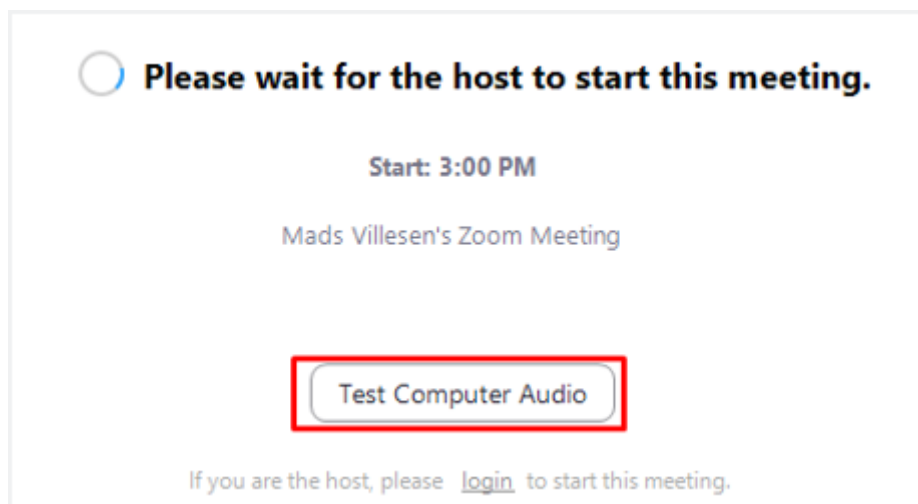 Please wait for the host to start this meeting.
Start: 3:00 PM
Mads Villesen's Zoom Meeting
Test Computer Audio
If you are the host, please login to start this meeting.